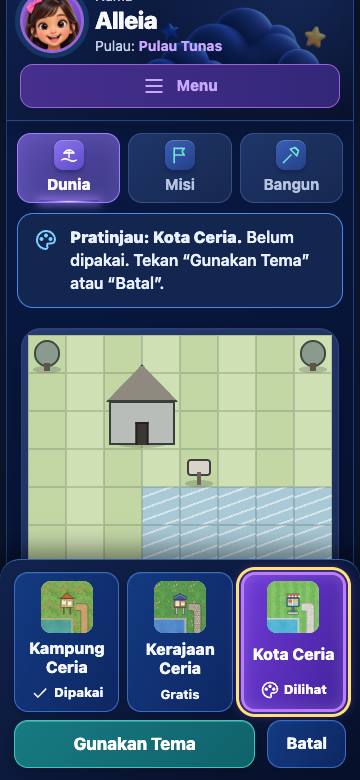 Alleia
Pulau: Pulau Tunas
Menu
Dunia
Misi
Bangun
Pratinjau: Kota Ceria. Belum
dipakai. Tekan “Gunakan Tema”
atau “Batal”.
Kampung
Ceria
Dipakai
Kerajaan
Ceria
Gratis
Kota Ceria
Dilihat
Gunakan Tema
Batal